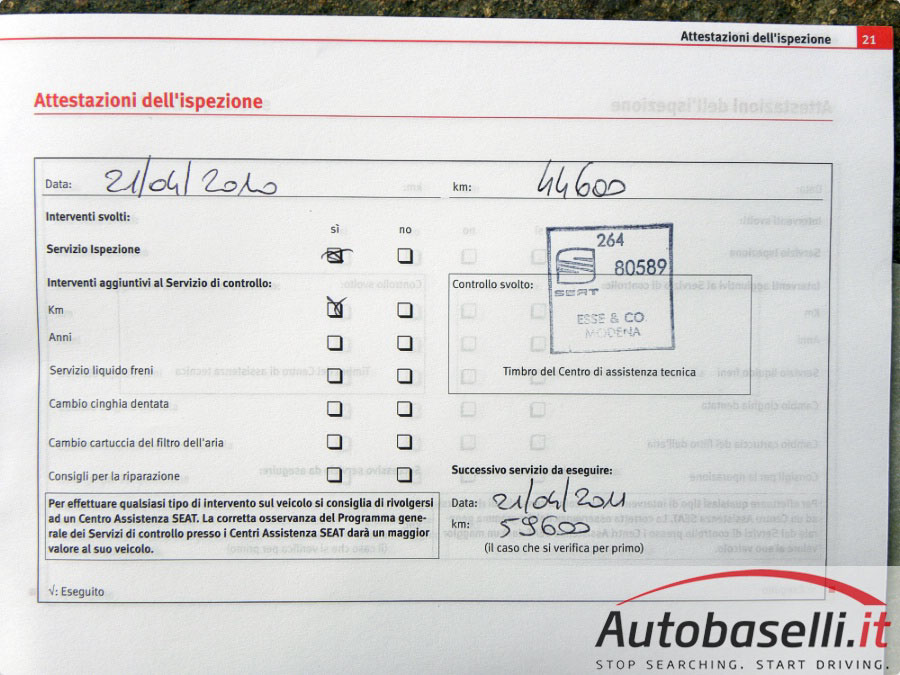 Attestazioni dell'ispezione 21
Attestazioni dell'ispezione
Data: 21/04/2010 km: 44600
Interventi svolti:
sì no
Servizio Ispezione
Interventi aggiuntivi al Servizio di controllo:
Km
Anni
Servizio liquido freni
Cambio cinghia dentata
Cambio cartuccia del filtro dell'aria
Consigli per la riparazione
Controllo svolto:
264
80589
SEAT
ESSE & CO
MODENA
Timbro del Centro di assistenza tecnica
Successivo servizio da eseguire:
Data: 21/04/2011
km: 59600
(il caso che si verifica per primo)
Per effettuare qualsiasi tipo di intervento sul veicolo si consiglia di rivolgersi
ad un Centro Assistenza SEAT. La corretta osservanza del Programma gene-
rale dei Servizi di controllo presso i Centri Assistenza SEAT darà un maggior
valore al suo veicolo.
√: Eseguito
Autobaselli.it
STOP SEARCHING. START DRIVING.